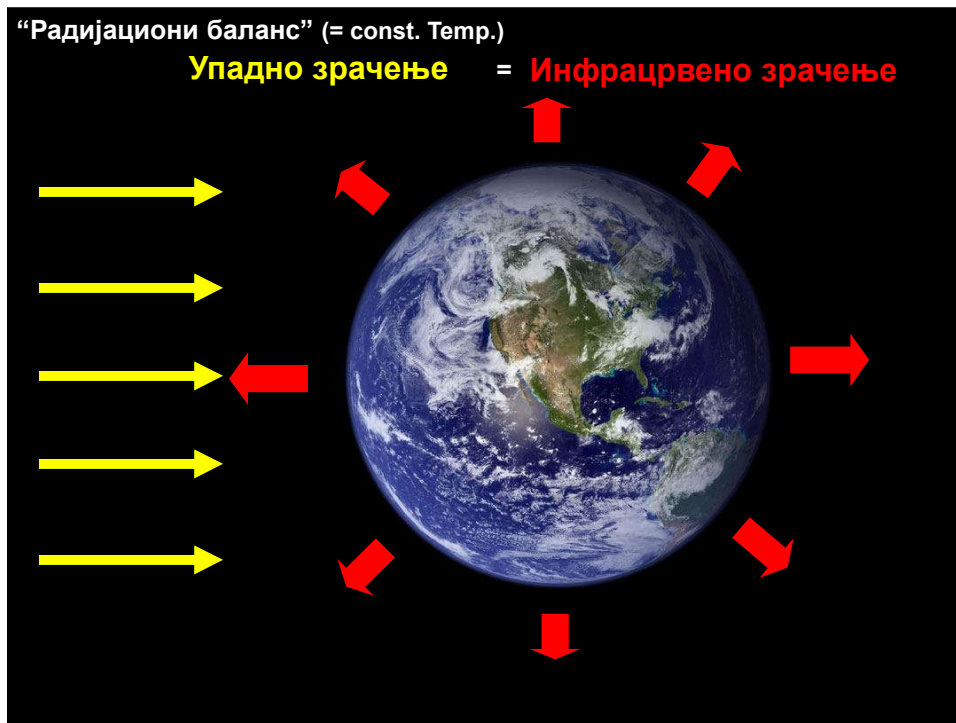 “Радијациони баланс” (= const. Temp.)
Упадно зрачење = Инфрацрвено зрачење